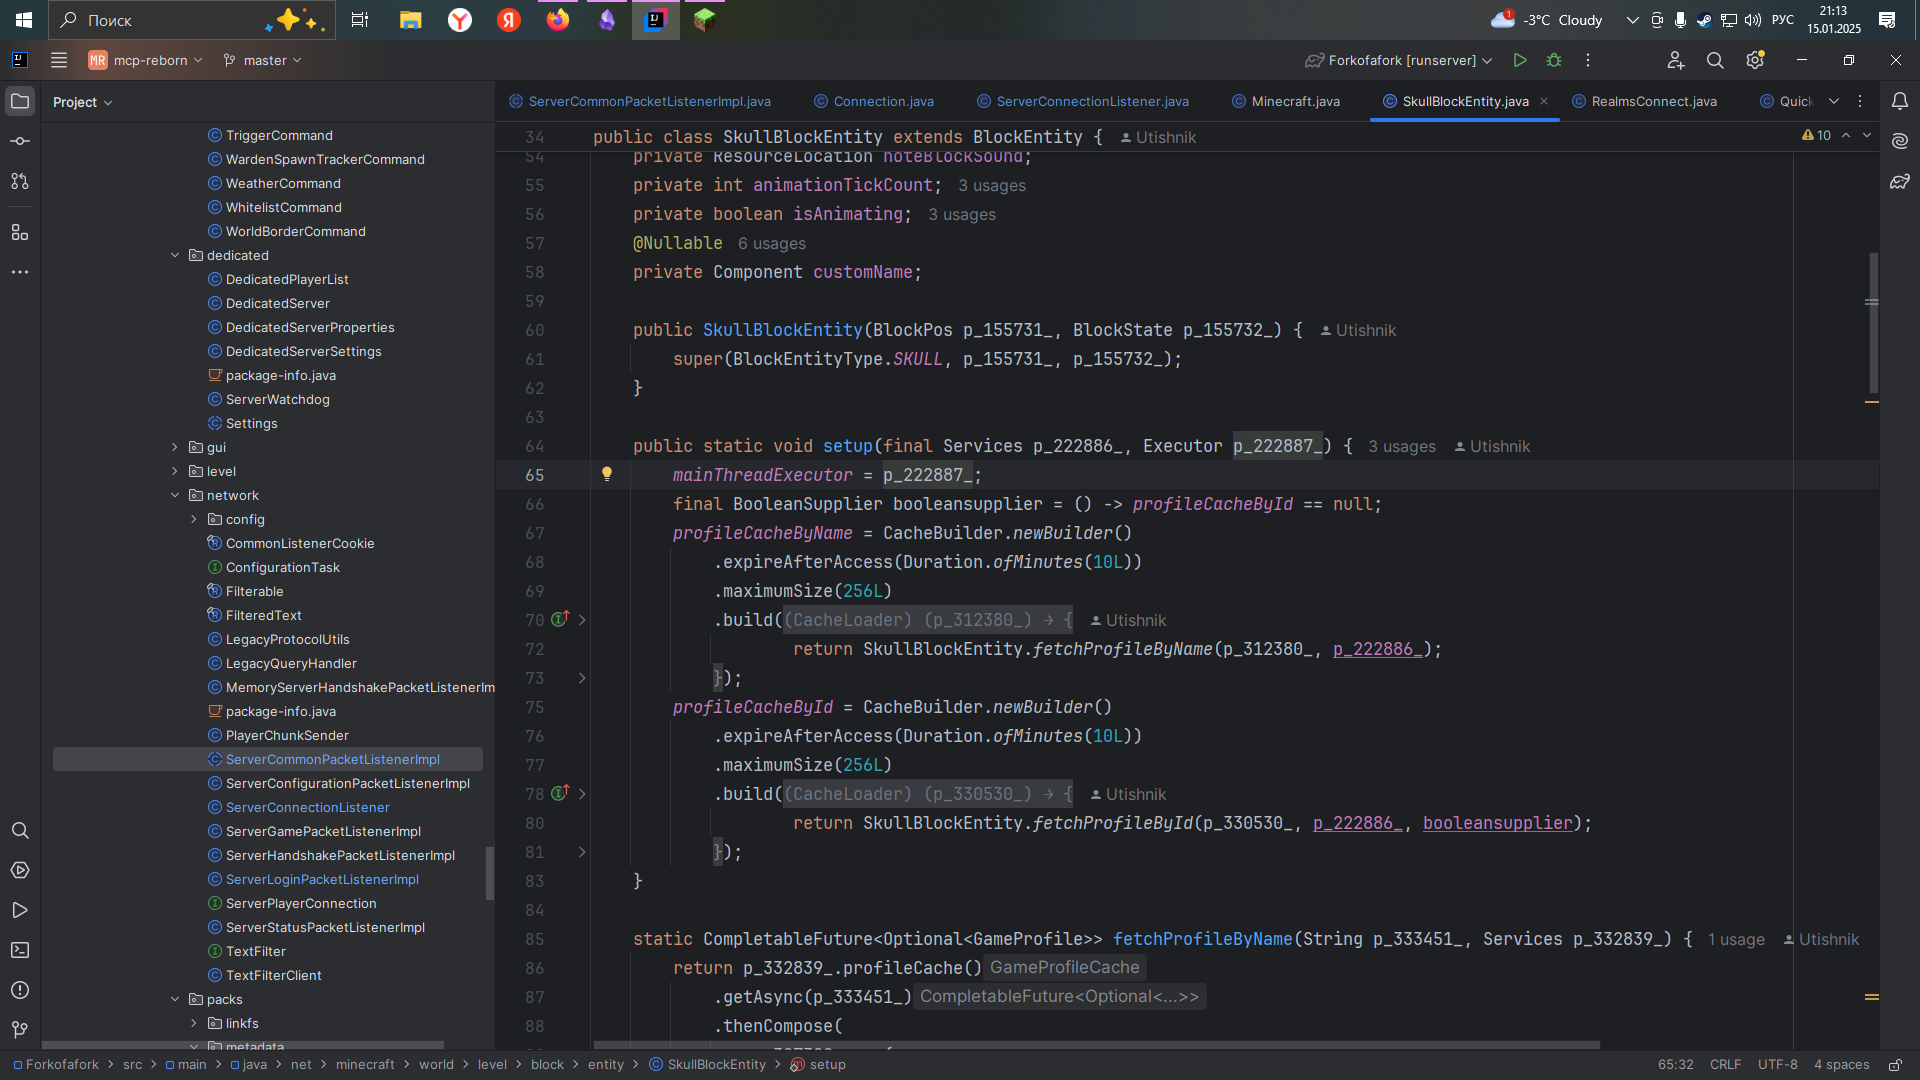 Поиск
1
-3°C Cloudy
РУС
21:13
15.01.2025
MR mcp-reborn
master
Forkofafork [runserver]
Project
ServerCommonPacketListenerImpl.java
Connection.java
ServerConnectionListener.java
Minecraft.java
SkullBlockEntity.java
RealmsConnect.java
Quick
TriggerCommand
WardenSpawnTrackerCommand
WeatherCommand
WhitelistCommand
WorldBorderCommand
dedicated
DedicatedPlayerList
DedicatedServer
DedicatedServerProperties
DedicatedServerSettings
package-info.java
ServerWatchdog
Settings
gui
level
network
config
CommonListenerCookie
ConfigurationTask
Filterable
FilteredText
LegacyProtocolUtils
LegacyQueryHandler
MemoryServerHandshakePacketListenerIm
package-info.java
PlayerChunkSender
ServerCommonPacketListenerImpl
ServerConfigurationPacketListenerImpl
ServerConnectionListener
ServerGamePacketListenerImpl
ServerHandshakePacketListenerImpl
ServerLoginPacketListenerImpl
ServerPlayerConnection
ServerStatusPacketListenerImpl
TextFilter
TextFilterClient
packs
linkfs
metadata
34 public class SkullBlockEntity extends BlockEntity { Utishnik
10
54 private ResourceLocation noteBlockSound;
55 private int animationTickCount; 3 usages
56 private boolean isAnimating; 3 usages
57 @Nullable 6 usages
58 private Component customName;
59
60 public SkullBlockEntity(BlockPos p_155731_, BlockState p_155732_) { Utishnik
61 super(BlockEntityType.SKULL, p_155731_, p_155732_);
62 }
63
64 public static void setup(final Services p_222886_, Executor p_222887_) { 3 usages Utishnik
65 mainThreadExecutor = p_222887_;
66 final BooleanSupplier booleansupplier = () -> profileCacheById == null;
67 profileCacheByName = CacheBuilder.newBuilder()
68 .expireAfterAccess(Duration.ofMinutes(10L))
69 .maximumSize(256L)
70 .build((CacheLoader) (p_312380_) → { Utishnik
72 return SkullBlockEntity.fetchProfileByName(p_312380_, p_222886_);
73 });
75 profileCacheById = CacheBuilder.newBuilder()
76 .expireAfterAccess(Duration.ofMinutes(10L))
77 .maximumSize(256L)
78 .build((CacheLoader) (p_330530_) → { Utishnik
80 return SkullBlockEntity.fetchProfileById(p_330530_, p_222886_, booleansupplier);
81 });
83 }
84
85 static CompletableFuture<Optional<GameProfile>> fetchProfileByName(String p_333451_, Services p_332839_) { 1 usage Utishnik
86 return p_332839_.profileCache() GameProfileCache
87 .getAsync(p_333451_) CompletableFuture<Optional<...>>
88 .thenCompose(
Forkofafork > src > main > java > net > minecraft > world > level > block > entity > SkullBlockEntity > setup
65:32 CRLF UTF-8 4 spaces